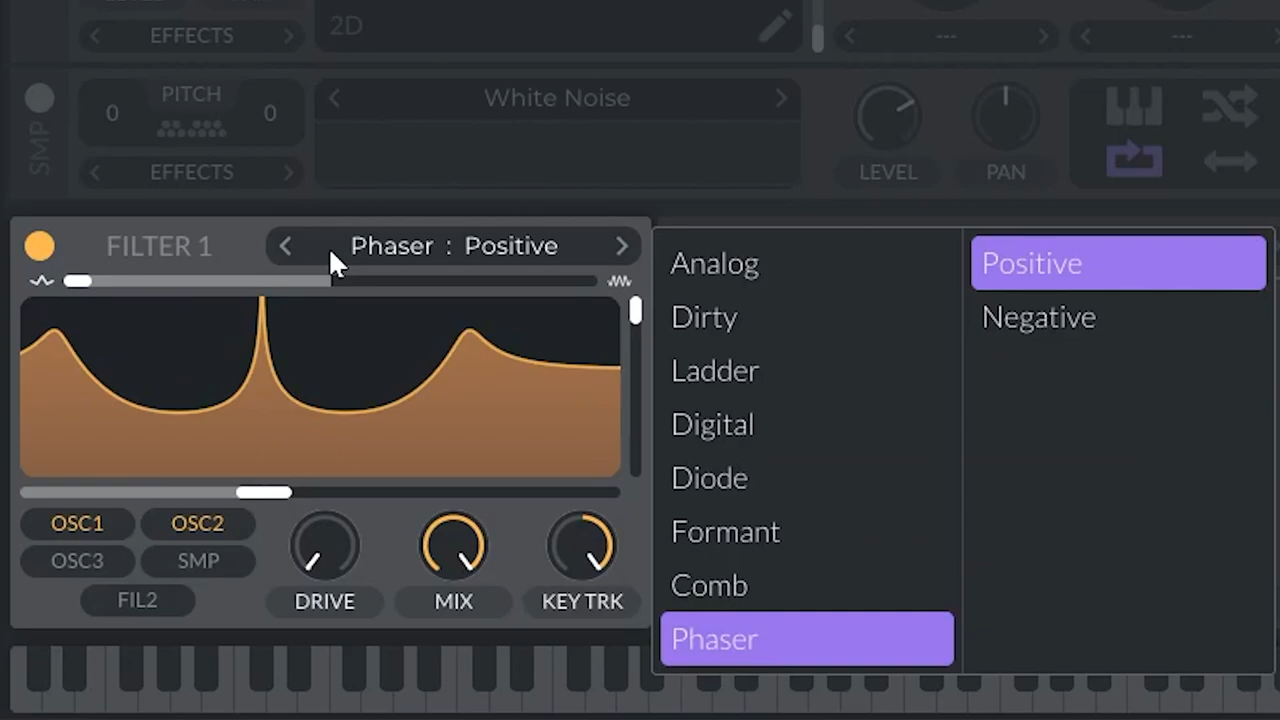 EFFECTS
2D
---
---
SMP
0
PITCH
0
White Noise
EFFECTS
LEVEL
PAN
FILTER 1
Phaser : Positive
Analog
Dirty
Ladder
Digital
Diode
Formant
Comb
Phaser
Positive
Negative
OSC1
OSC2
OSC3
SMP
FIL2
DRIVE
MIX
KEY TRK